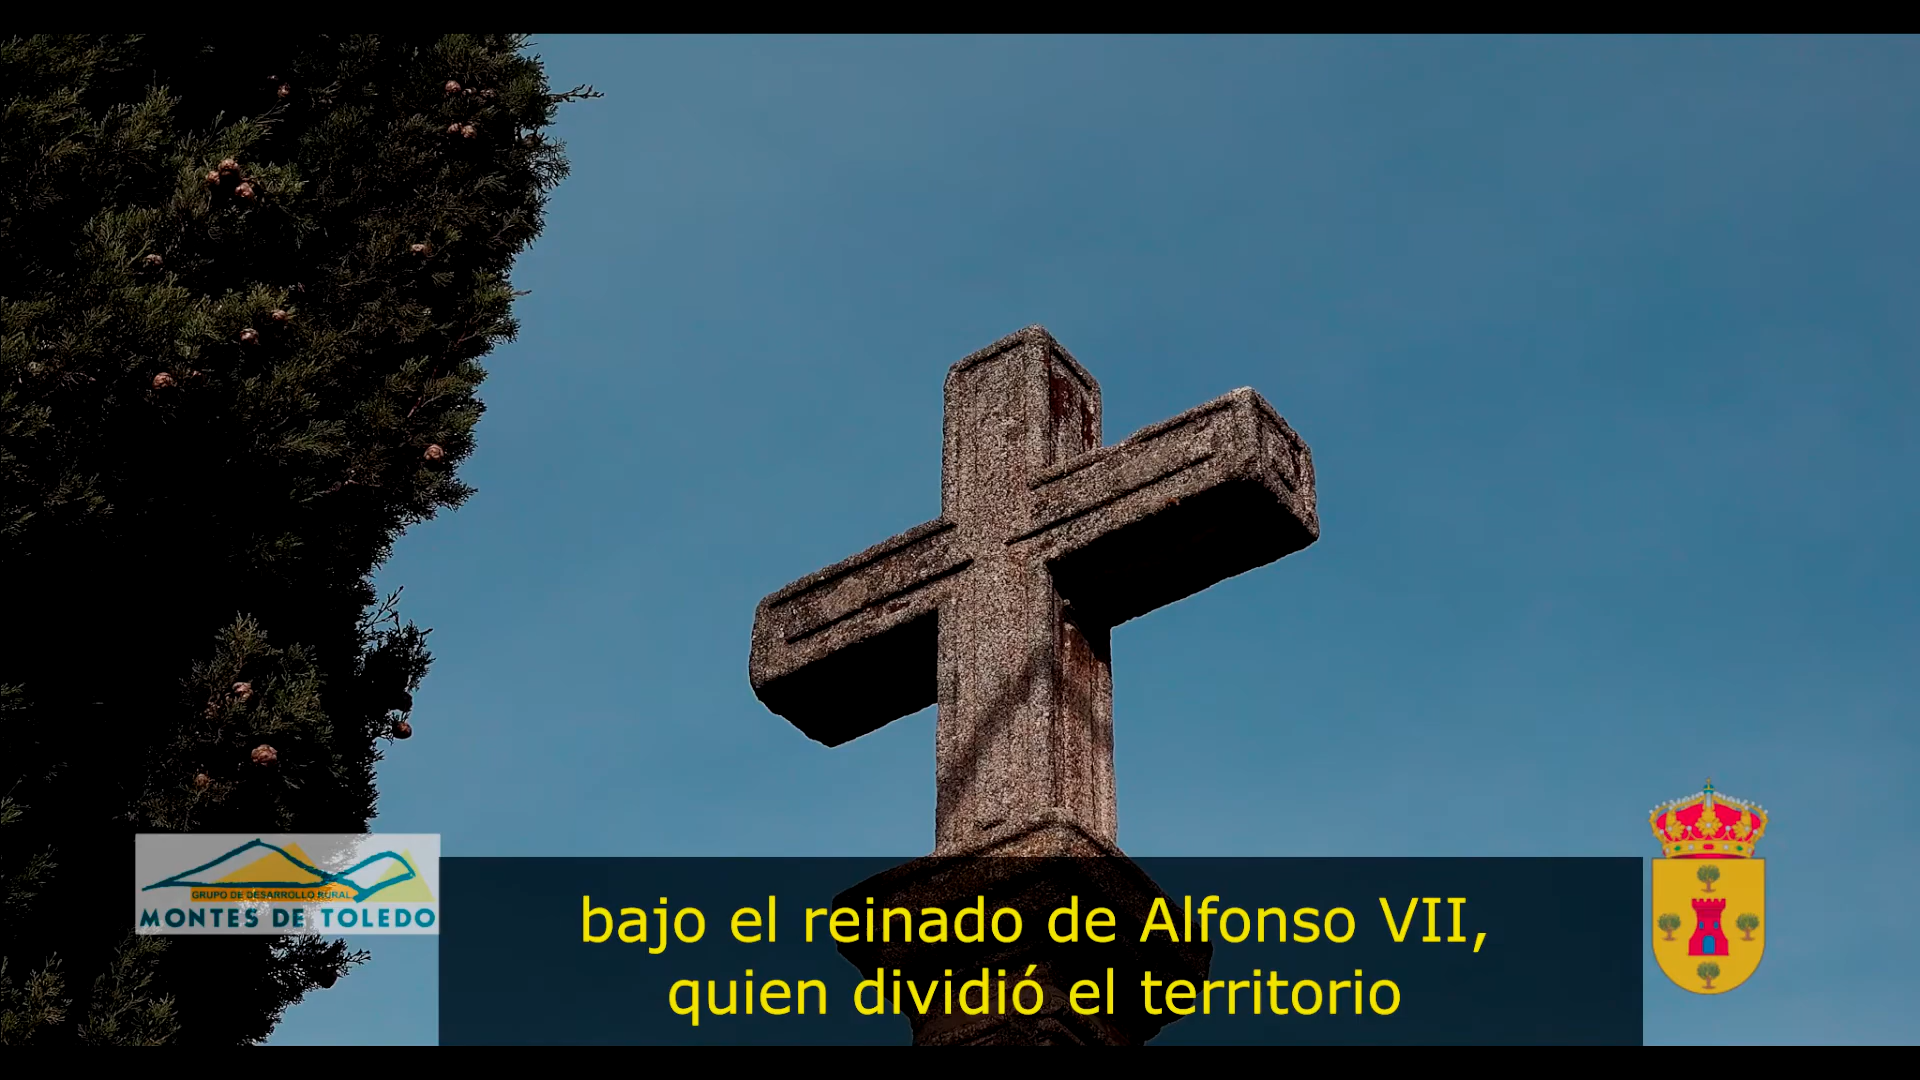 GRUPO DE DESARROLLO RURAL
MONTES DE TOLEDO
bajo el reinado de Alfonso VII,
quien dividió el territorio